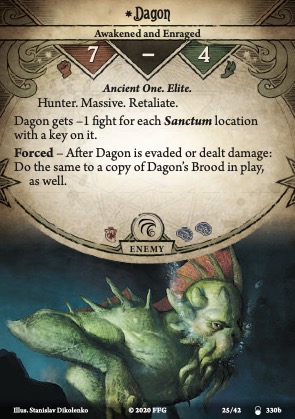 Dagon
Awakened and Enraged
7 – 4
Ancient One. Elite.
Hunter. Massive. Retaliate.
Dagon gets –1 fight for each Sanctum location
with a key on it.
Forced – After Dagon is evaded or dealt damage:
Do the same to a copy of Dagon's Brood in play,
as well.
ENEMY
Illus. Stanislav Dikolenko © 2020 FFG 25/42 330b